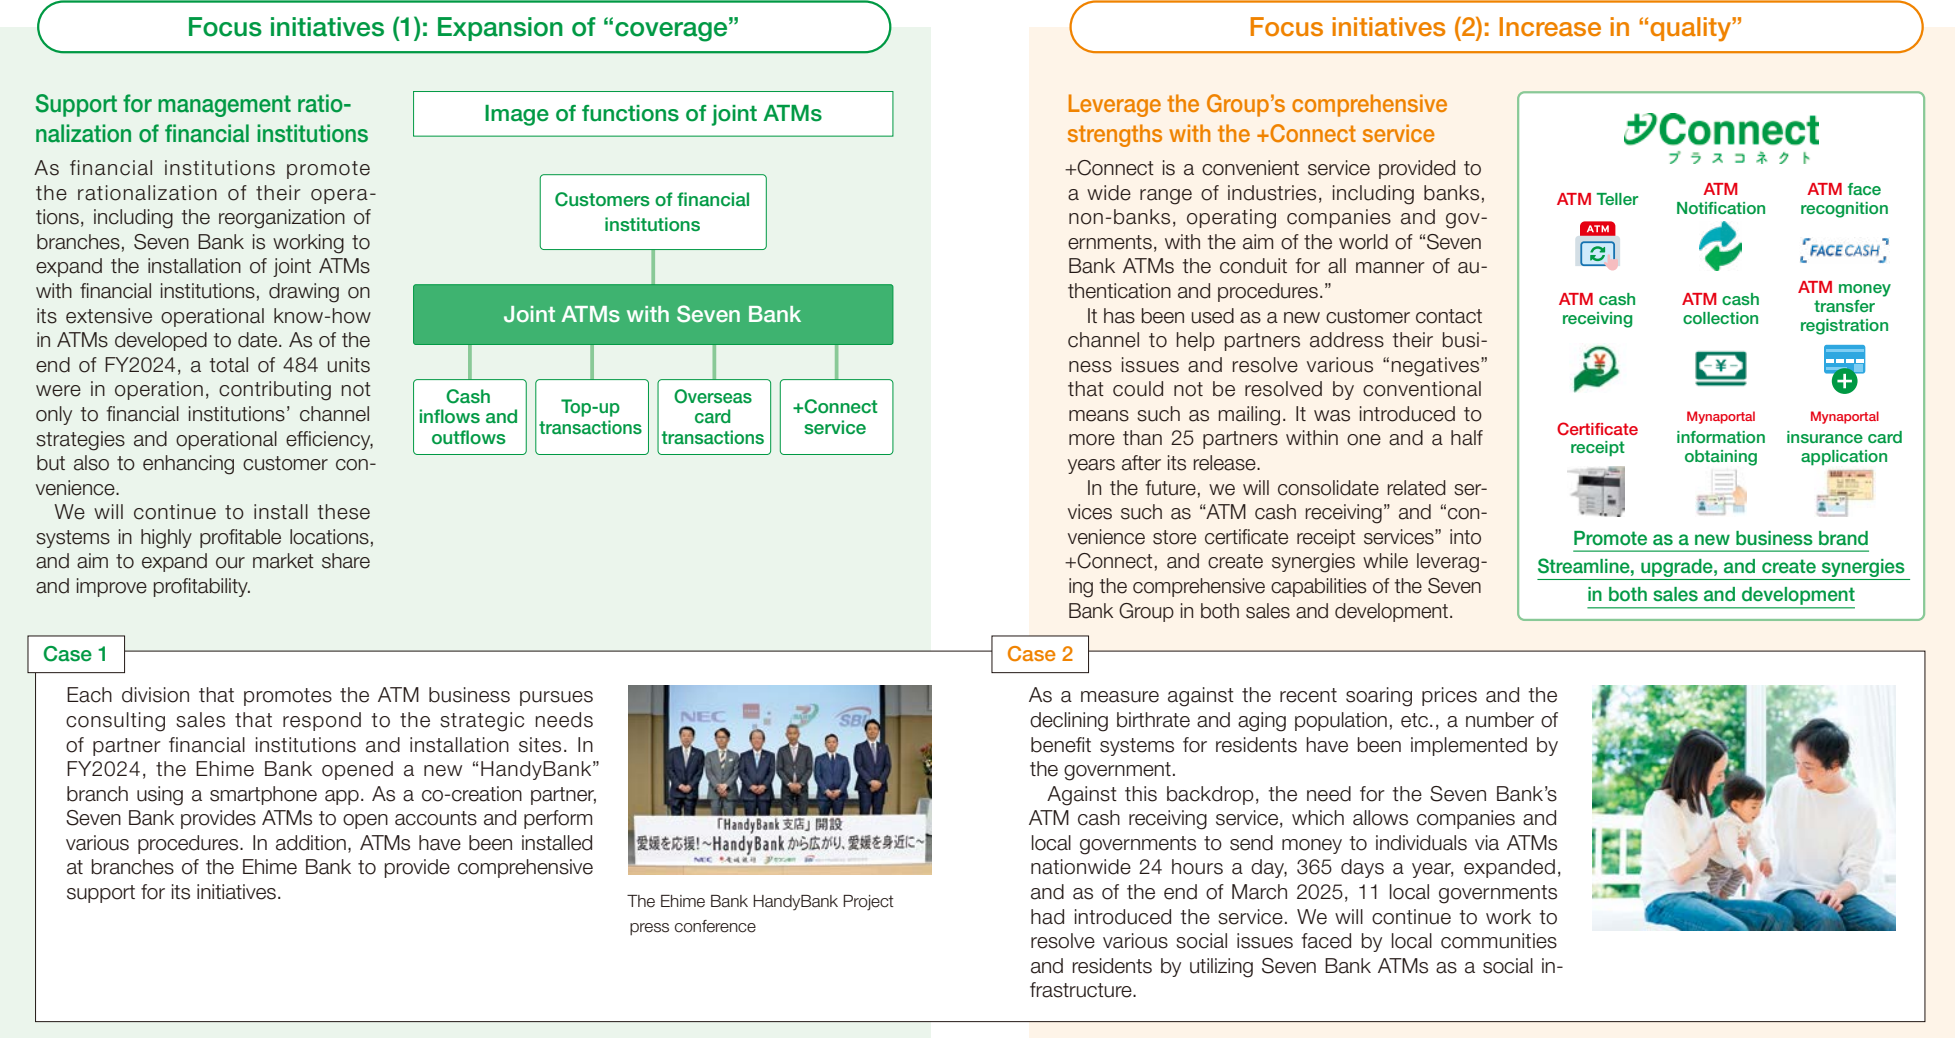 Focus initiatives (1): Expansion of “coverage”
Support for management ratio-
nalization of financial institutions
As financial institutions promote
the rationalization of their opera-
tions, including the reorganization of
branches, Seven Bank is working to
expand the installation of joint ATMs
with financial institutions, drawing on
its extensive operational know-how
in ATMs developed to date. As of the
end of FY2024, a total of 484 units
were in operation, contributing not
only to financial institutions’ channel
strategies and operational efficiency,
but also to enhancing customer con-
venience.
We will continue to install these
systems in highly profitable locations,
and aim to expand our market share
and improve profitability.
Image of functions of joint ATMs
Customers of financial
institutions
Joint ATMs with Seven Bank
Cash
inflows and
outflows
Top-up
transactions
Overseas
card
transactions
+Connect
service
Focus initiatives (2): Increase in “quality”
Leverage the Group’s comprehensive
strengths with the +Connect service
+Connect is a convenient service provided to
a wide range of industries, including banks,
non-banks, operating companies and gov-
ernments, with the aim of the world of “Seven
Bank ATMs the conduit for all manner of au-
thentication and procedures.”
It has been used as a new customer contact
channel to help partners address their busi-
ness issues and resolve various “negatives”
that could not be resolved by conventional
means such as mailing. It was introduced to
more than 25 partners within one and a half
years after its release.
In the future, we will consolidate related ser-
vices such as “ATM cash receiving” and “con-
venience store certificate receipt services” into
+Connect, and create synergies while leverag-
ing the comprehensive capabilities of the Seven
Bank Group in both sales and development.
+Connect
プラスコネクト
ATM Teller
ATM
ATM
Notification
ATM face
recognition
FACE CASH
ATM cash
receiving
¥
ATM cash
collection
¥
ATM money
transfer
registration
Certificate
receipt
Mynaportal
information
obtaining
Mynaportal
insurance card
application
Promote as a new business brand
Streamline, upgrade, and create synergies
in both sales and development
Case 1
Each division that promotes the ATM business pursues
consulting sales that respond to the strategic needs
of partner financial institutions and installation sites. In
FY2024, the Ehime Bank opened a new “HandyBank”
branch using a smartphone app. As a co-creation partner,
Seven Bank provides ATMs to open accounts and perform
various procedures. In addition, ATMs have been installed
at branches of the Ehime Bank to provide comprehensive
support for its initiatives.
NEC
SBI
「HandyBank支店」開設
愛媛を応援!～HandyBankから広がり、愛媛を身近に～
NEC
The Ehime Bank HandyBank Project
press conference
Case 2
As a measure against the recent soaring prices and the
declining birthrate and aging population, etc., a number of
benefit systems for residents have been implemented by
the government.
Against this backdrop, the need for the Seven Bank’s
ATM cash receiving service, which allows companies and
local governments to send money to individuals via ATMs
nationwide 24 hours a day, 365 days a year, expanded,
and as of the end of March 2025, 11 local governments
had introduced the service. We will continue to work to
resolve various social issues faced by local communities
and residents by utilizing Seven Bank ATMs as a social in-
frastructure.